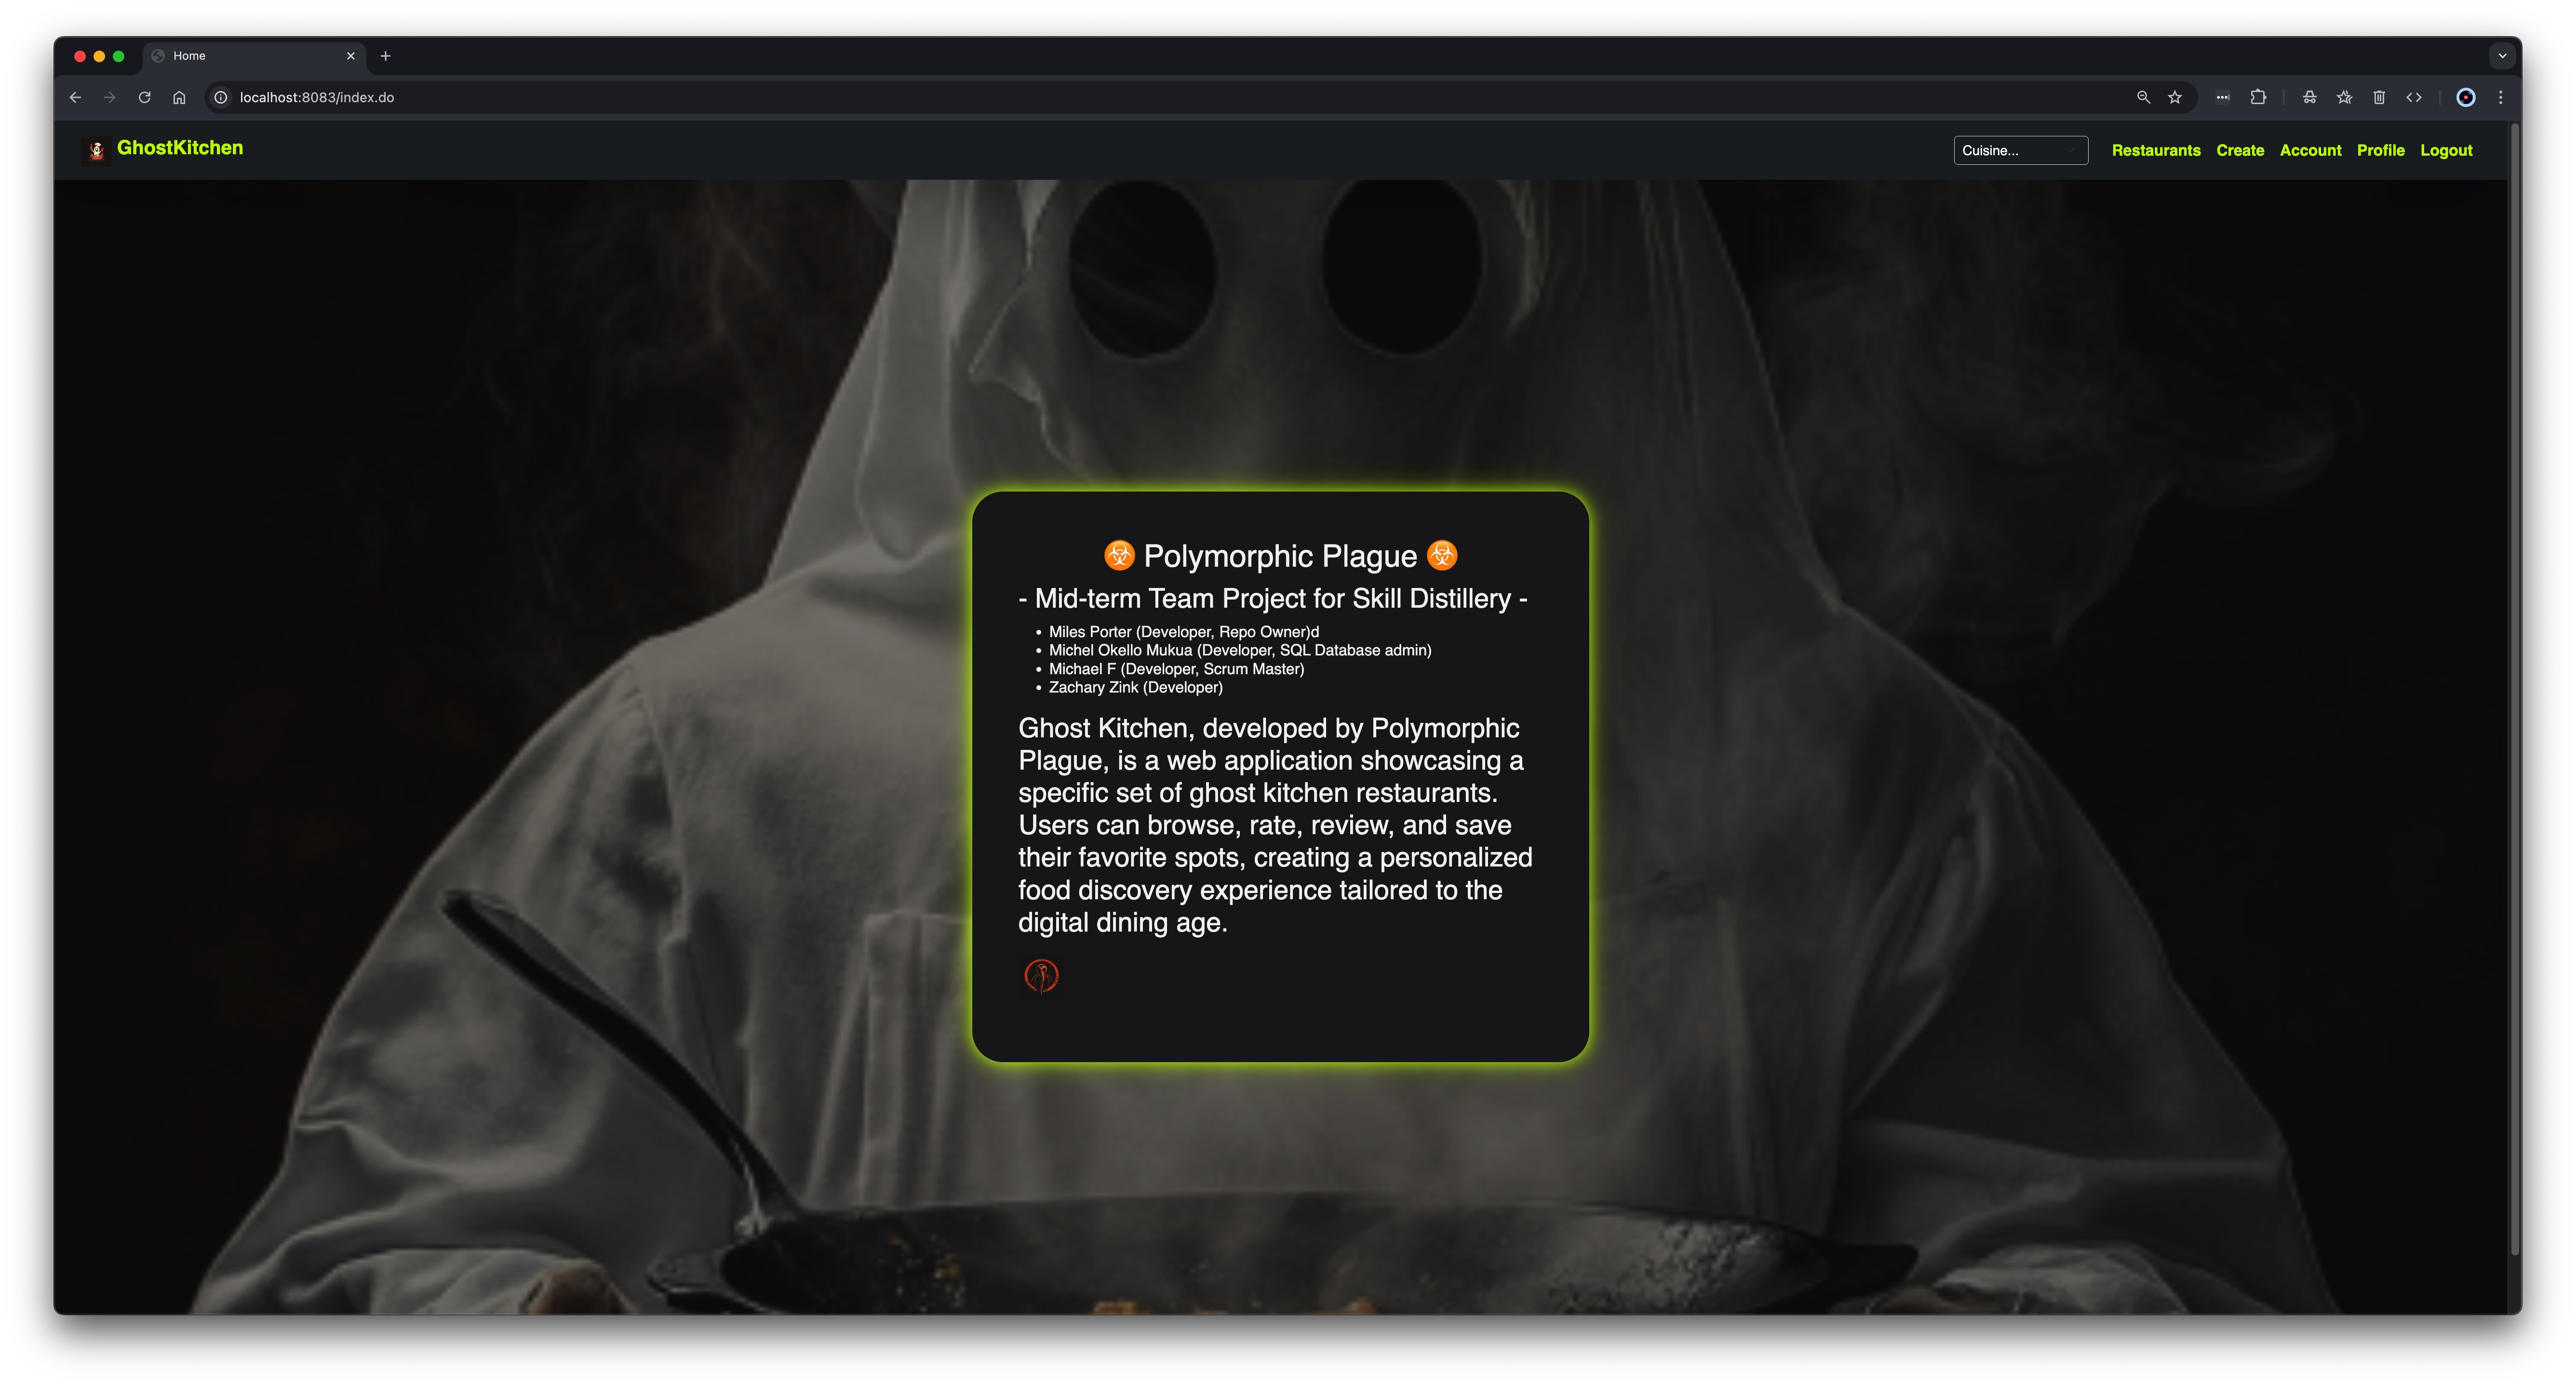 Home
localhost:8083/index.do
GhostKitchen
Cuisine...
Restaurants Create Account Profile Logout
☣ Polymorphic Plague ☣
- Mid-term Team Project for Skill Distillery -
• Miles Porter (Developer, Repo Owner)d
• Michel Okello Mukua (Developer, SQL Database admin)
• Michael F (Developer, Scrum Master)
• Zachary Zink (Developer)
Ghost Kitchen, developed by Polymorphic
Plague, is a web application showcasing a
specific set of ghost kitchen restaurants.
Users can browse, rate, review, and save
their favorite spots, creating a personalized
food discovery experience tailored to the
digital dining age.